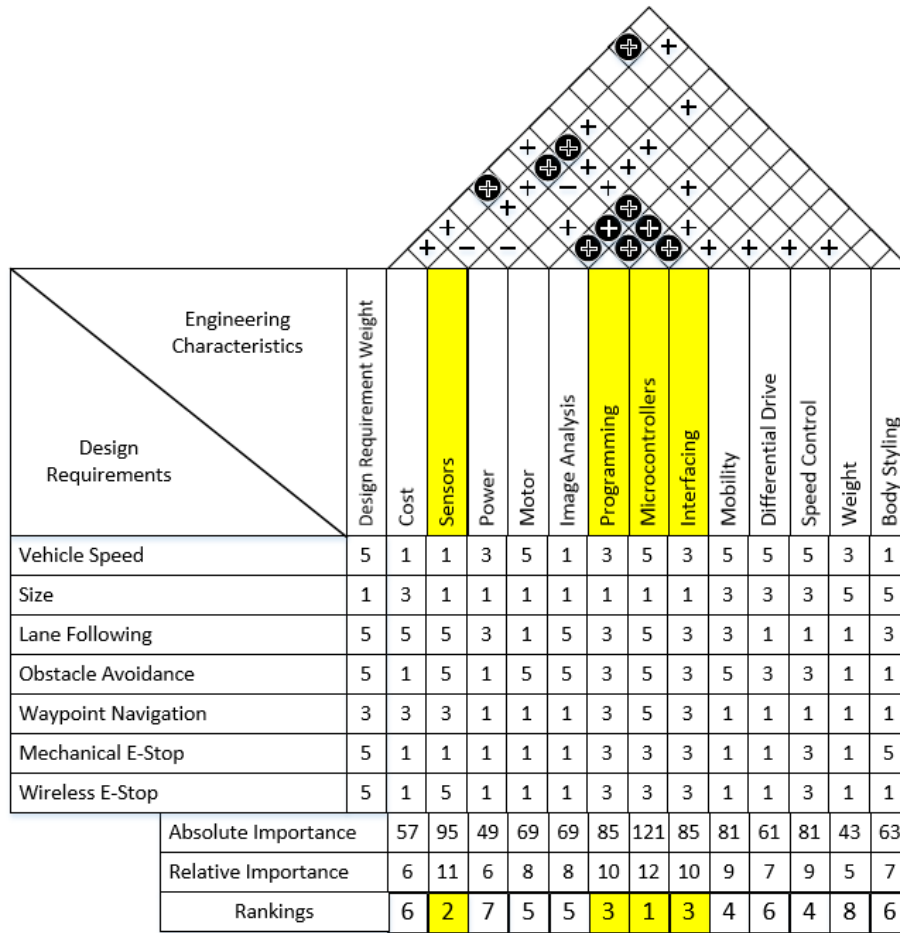 ⊕ +
+
+
+ ⊕ +
⊕ + +
⊕ + − + +
+ ⊕
+ + ⊕ ⊕ +
+ − − ⊕ ⊕ ⊕ + + + +
Engineering
Characteristics
Design
Requirements
Design Requirement Weight
Cost
Sensors
Power
Motor
Image Analysis
Programming
Microcontrollers
Interfacing
Mobility
Differential Drive
Speed Control
Weight
Body Styling
Vehicle Speed 5 1 1 3 5 1 3 5 3 5 5 5 3 1
Size 1 3 1 1 1 1 1 1 1 3 3 3 5 5
Lane Following 5 5 5 3 1 5 3 5 3 3 1 1 1 3
Obstacle Avoidance 5 1 5 1 5 5 3 5 3 5 3 3 1 1
Waypoint Navigation 3 3 3 1 1 1 3 5 3 1 1 1 1 1
Mechanical E-Stop 5 1 1 1 1 1 3 3 3 1 1 3 1 5
Wireless E-Stop 5 1 5 1 1 1 3 3 3 1 1 3 1 1
Absolute Importance 57 95 49 69 69 85 121 85 81 61 81 43 63
Relative Importance 6 11 6 8 8 10 12 10 9 7 9 5 7
Rankings 6 2 7 5 5 3 1 3 4 6 4 8 6